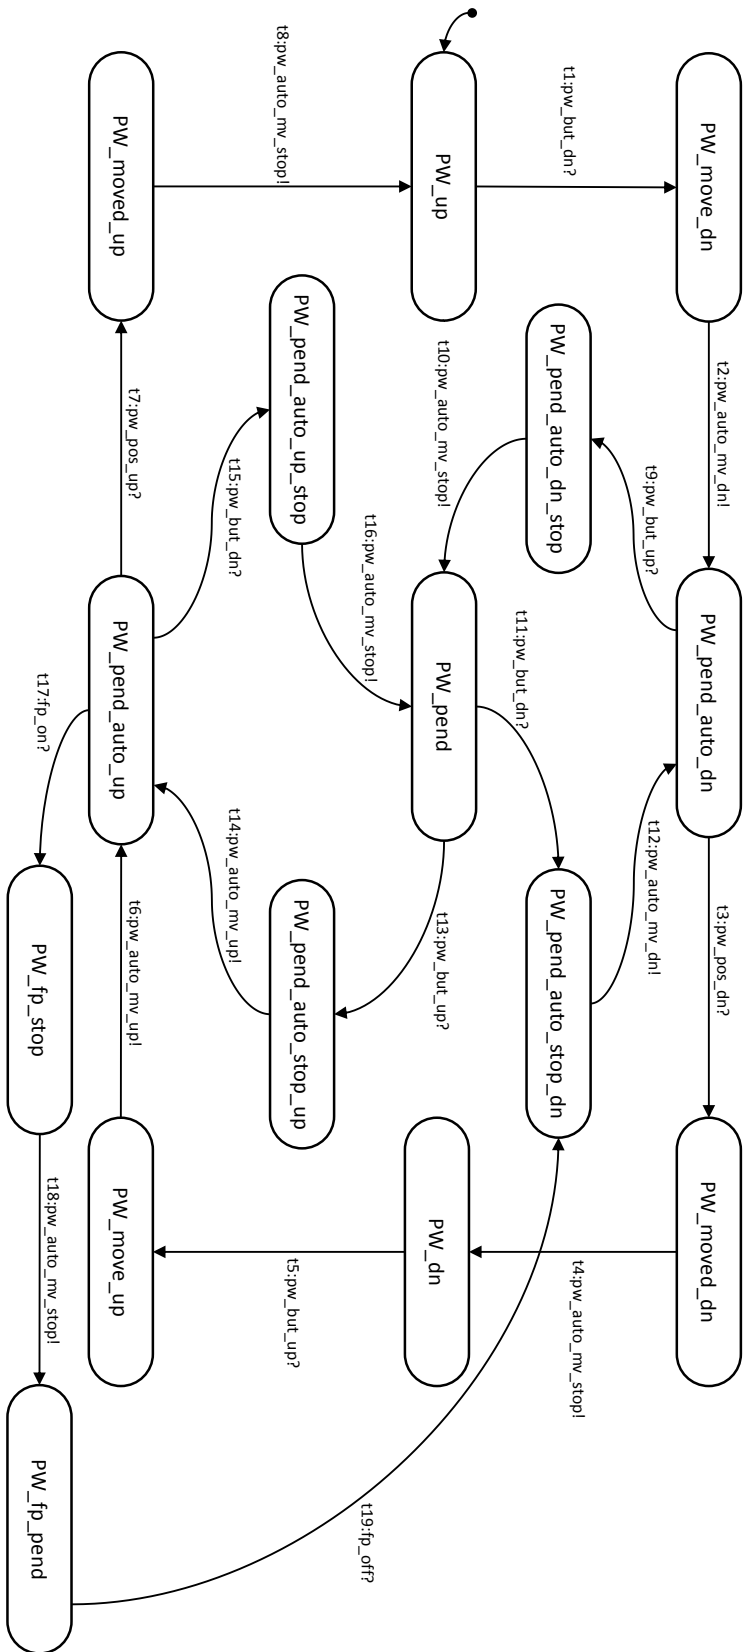 PW_move_dn
t2:pw_auto_mv_dn!
PW_pend_auto_dn
t3:pw_pos_dn?
PW_moved_dn
t1:pw_but_dn?
t9:pw_but_up?
t12:pw_auto_mv_dn!
t4:pw_auto_mv_stop!
PW_pend_auto_dn_stop
t11:pw_but_dn?
PW_pend_auto_stop_dn
PW_up
t10:pw_auto_mv_stop!
PW_pend
t13:pw_but_up?
PW_dn
t19:fp_off?
t16:pw_auto_mv_stop!
PW_pend_auto_up_stop
PW_pend_auto_stop_up
t8:pw_auto_mv_stop!
t15:pw_but_dn?
t14:pw_auto_mv_up!
t5:pw_but_up?
PW_moved_up
t7:pw_pos_up?
PW_pend_auto_up
t6:pw_auto_mv_up!
PW_move_up
t17:fp_on?
PW_fp_stop
t18:pw_auto_mv_stop!
PW_fp_pend